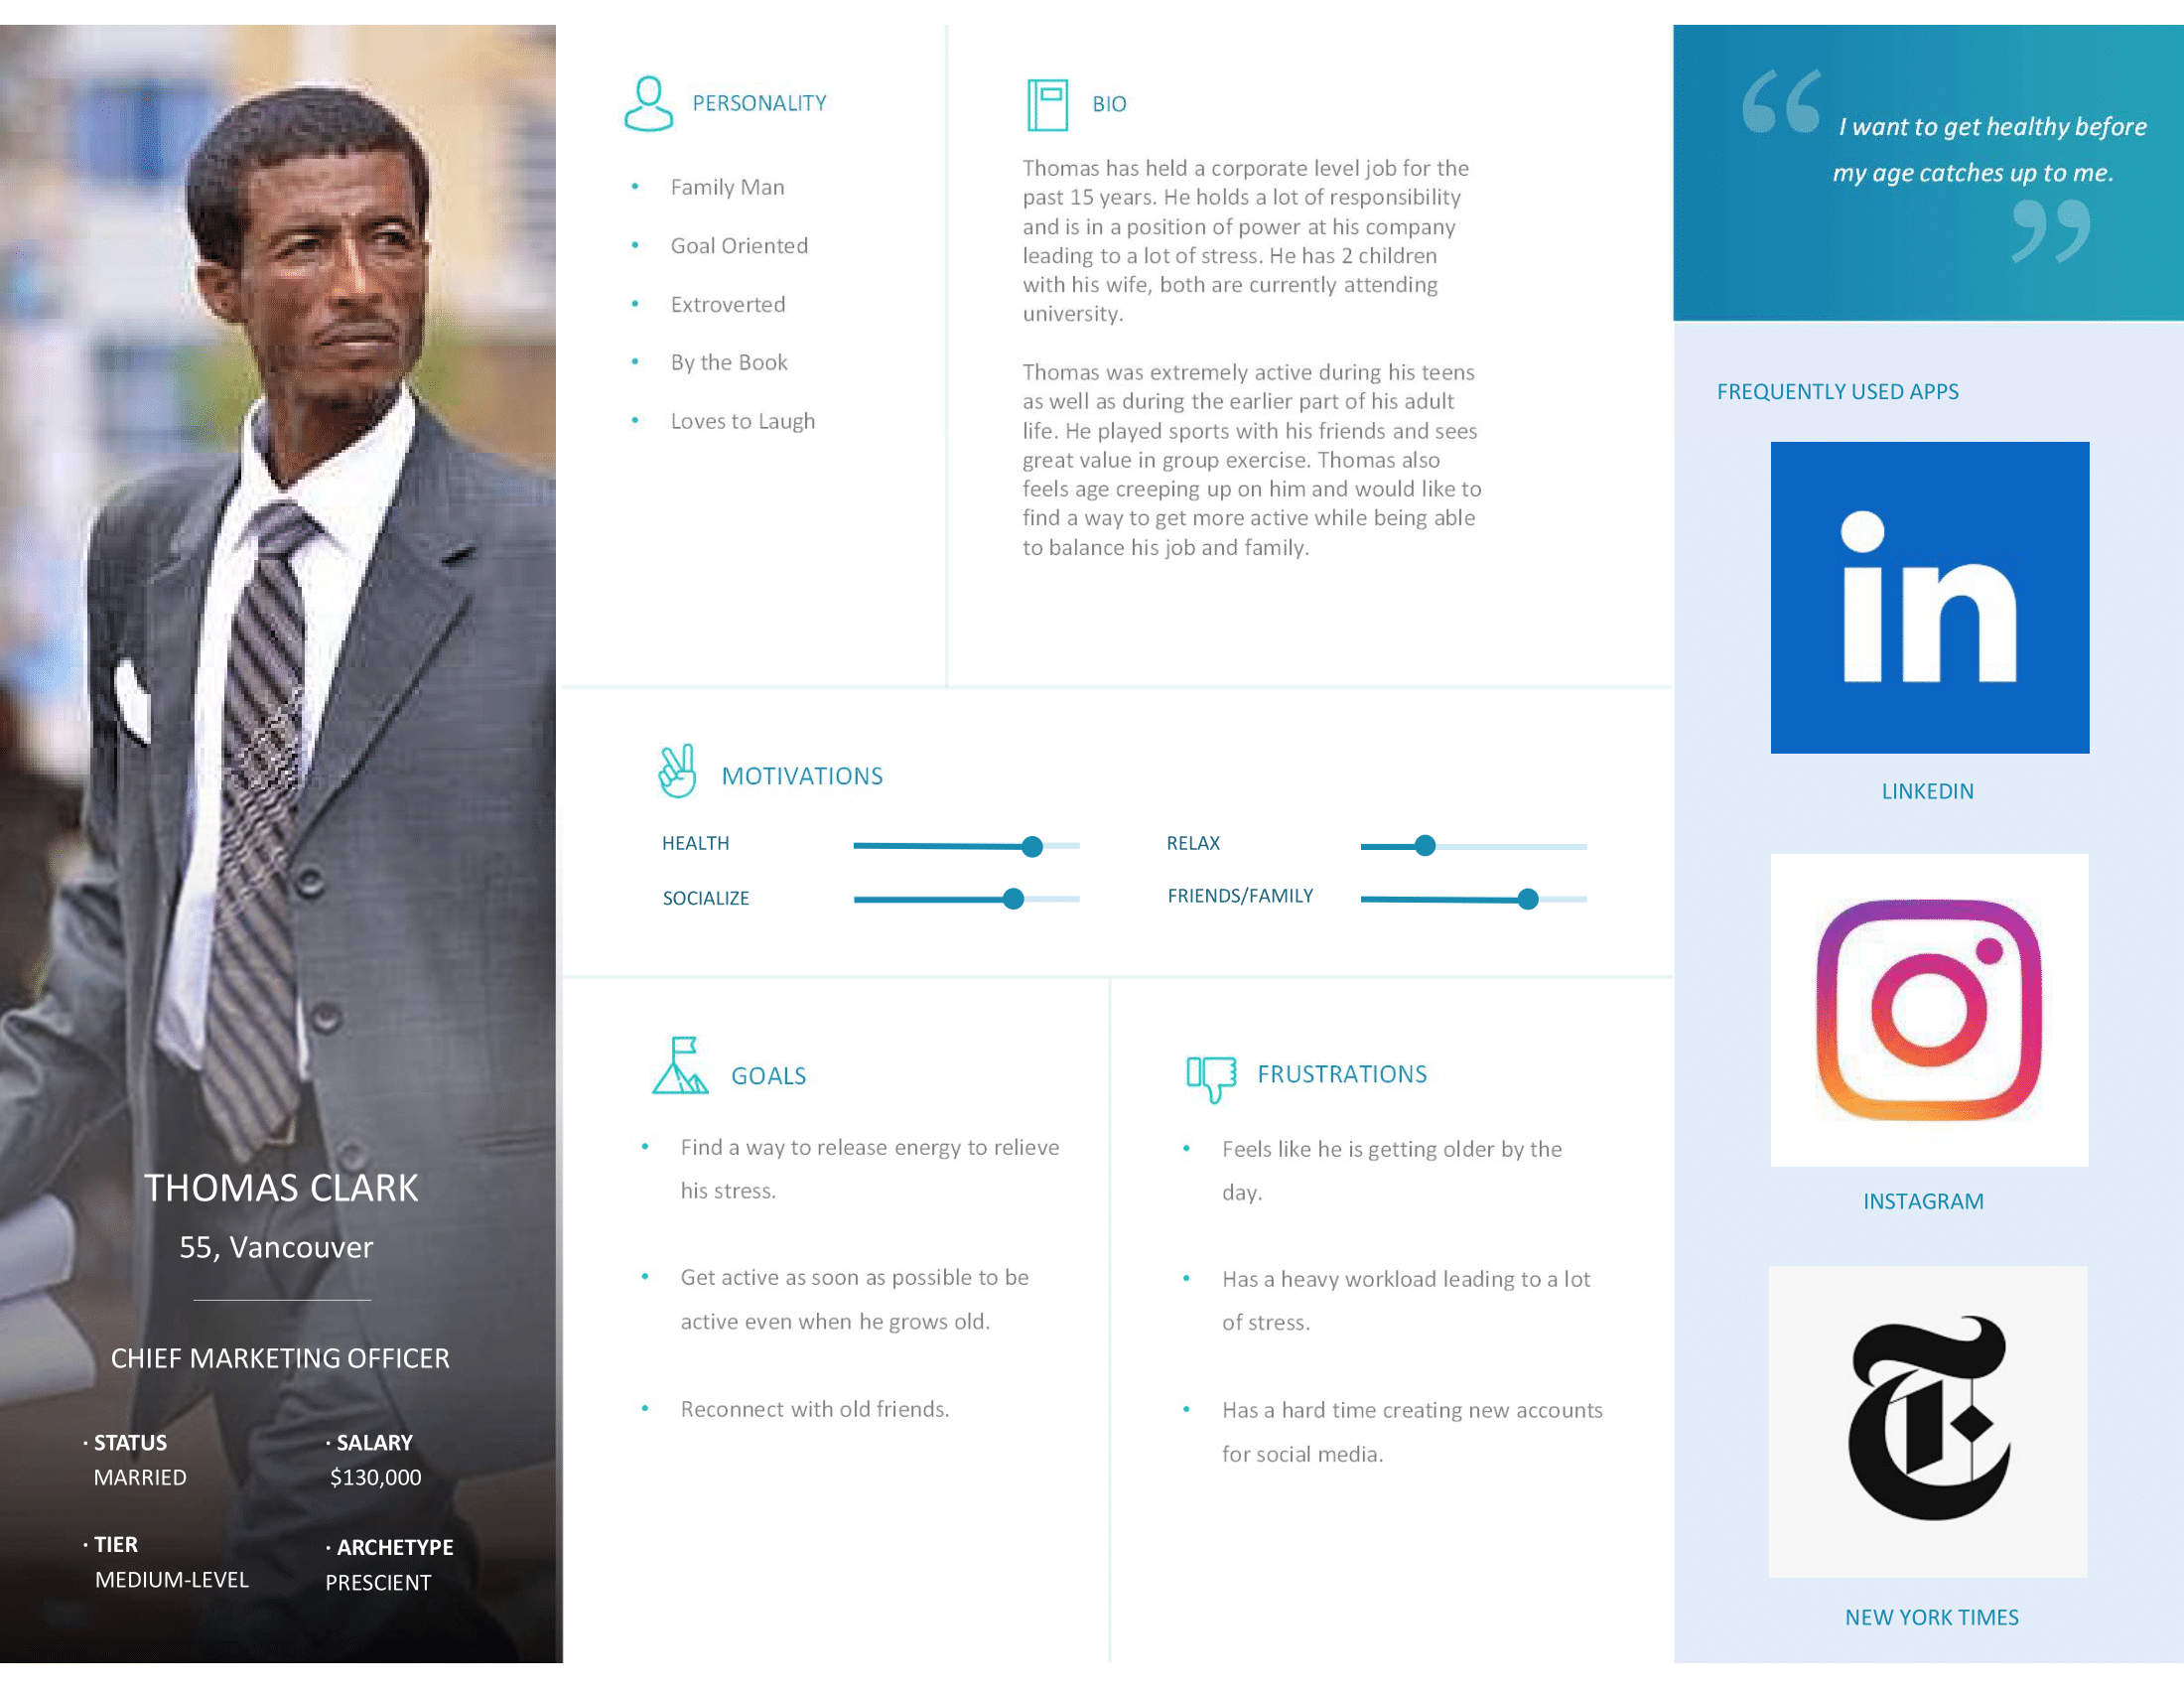 THOMAS CLARK
55, Vancouver
CHIEF MARKETING OFFICER
· STATUS
MARRIED
· SALARY
$130,000
· TIER
MEDIUM-LEVEL
· ARCHETYPE
PRESCIENT
PERSONALITY
• Family Man
• Goal Oriented
• Extroverted
• By the Book
• Loves to Laugh
BIO
Thomas has held a corporate level job for the
past 15 years. He holds a lot of responsibility
and is in a position of power at his company
leading to a lot of stress. He has 2 children
with his wife, both are currently attending
university.
Thomas was extremely active during his teens
as well as during the earlier part of his adult
life. He played sports with his friends and sees
great value in group exercise. Thomas also
feels age creeping up on him and would like to
find a way to get more active while being able
to balance his job and family.
MOTIVATIONS
HEALTH
RELAX
SOCIALIZE
FRIENDS/FAMILY
GOALS
• Find a way to release energy to relieve
his stress.
• Get active as soon as possible to be
active even when he grows old.
• Reconnect with old friends.
FRUSTRATIONS
• Feels like he is getting older by the
day.
• Has a heavy workload leading to a lot
of stress.
• Has a hard time creating new accounts
for social media.
“ I want to get healthy before
my age catches up to me. ”
FREQUENTLY USED APPS
in
LINKEDIN
INSTAGRAM
T
NEW YORK TIMES